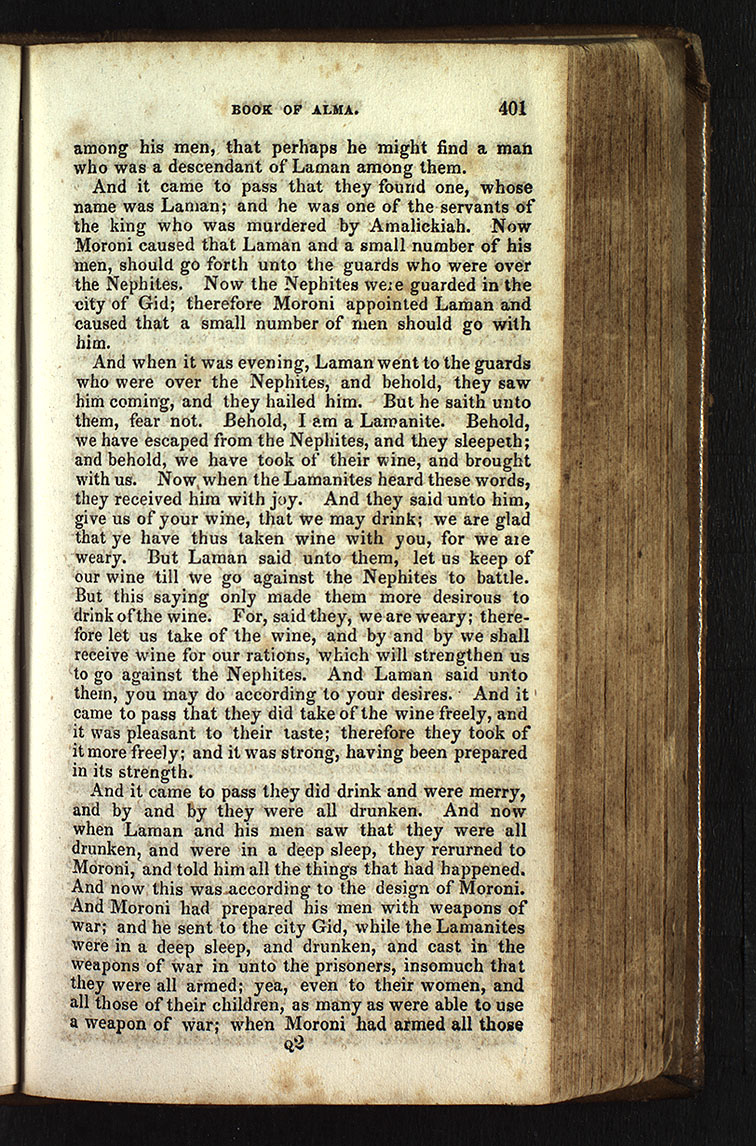 BOOK OF ALMA. 401
among his men, that perhaps he might find a man
who was a descendant of Laman among them.
And it came to pass that they found one, whose
name was Laman; and he was one of the servants of
the king who was murdered by Amalickiah. Now
Moroni caused that Laman and a small number of his
men, should go forth unto the guards who were over
the Nephites. Now the Nephites were guarded in the
city of Gid; therefore Moroni appointed Laman and
caused that a small number of men should go with
him.
And when it was evening, Laman went to the guards
who were over the Nephites, and behold, they saw
him coming, and they hailed him. But he saith unto
them, fear not. Behold, I am a Lamanite. Behold,
we have escaped from the Nephites, and they sleepeth;
and behold, we have took of their wine, and brought
with us. Now when the Lamanites heard these words,
they received him with joy. And they said unto him,
give us of your wine, that we may drink; we are glad
that ye have thus taken wine with you, for we are
weary. But Laman said unto them, let us keep of
our wine till we go against the Nephites to battle.
But this saying only made them more desirous to
drink of the wine. For, said they, we are weary; there-
fore let us take of the wine, and by and by we shall
receive wine for our rations, which will strengthen us
to go against the Nephites. And Laman said unto
them, you may do according to your desires. And it
came to pass that they did take of the wine freely, and
it was pleasant to their taste; therefore they took of
it more freely; and it was strong, having been prepared
in its strength.
And it came to pass they did drink and were merry,
and by and by they were all drunken. And now
when Laman and his men saw that they were all
drunken, and were in a deep sleep, they rerurned to
Moroni, and told him all the things that had happened.
And now this was according to the design of Moroni.
And Moroni had prepared his men with weapons of
war; and he sent to the city Gid, while the Lamanites
were in a deep sleep, and drunken, and cast in the
weapons of war in unto the prisoners, insomuch that
they were all armed; yea, even to their women, and
all those of their children, as many as were able to use
a weapon of war; when Moroni had armed all those
Q2